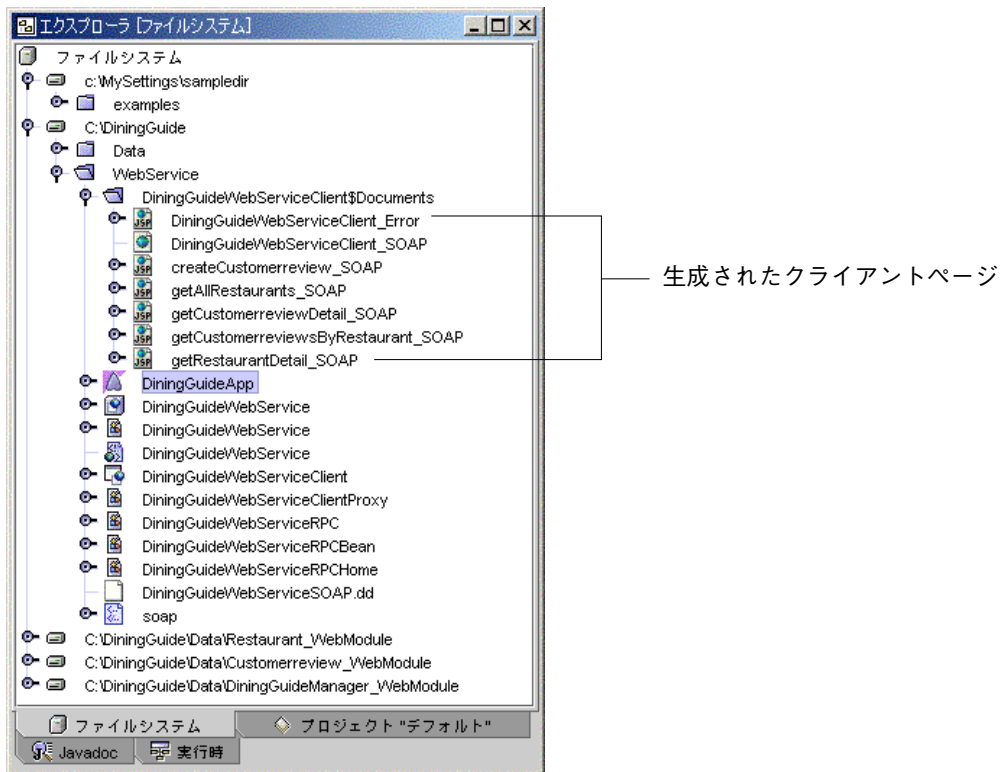 エクスプローラ [ファイルシステム]
ファイルシステム
c:\MySettings\sampledir
examples
C:\DiningGuide
Data
WebService
DiningGuideWebServiceClient$Documents
DiningGuideWebServiceClient_Error
DiningGuideWebServiceClient_SOAP
createCustomerreview_SOAP
getAllRestaurants_SOAP
getCustomerreviewDetail_SOAP
getCustomerreviewsByRestaurant_SOAP
getRestaurantDetail_SOAP
生成されたクライアントページ
DiningGuideApp
DiningGuideWebService
DiningGuideWebService
DiningGuideWebService
DiningGuideWebServiceClient
DiningGuideWebServiceClientProxy
DiningGuideWebServiceRPC
DiningGuideWebServiceRPCBean
DiningGuideWebServiceRPCHome
DiningGuideWebServiceSOAP.dd
soap
C:\DiningGuide\Data\Restaurant_WebModule
C:\DiningGuide\Data\Customerreview_WebModule
C:\DiningGuide\Data\DiningGuideManager_WebModule
ファイルシステム
プロジェクト "デフォルト"
Javadoc
実行時